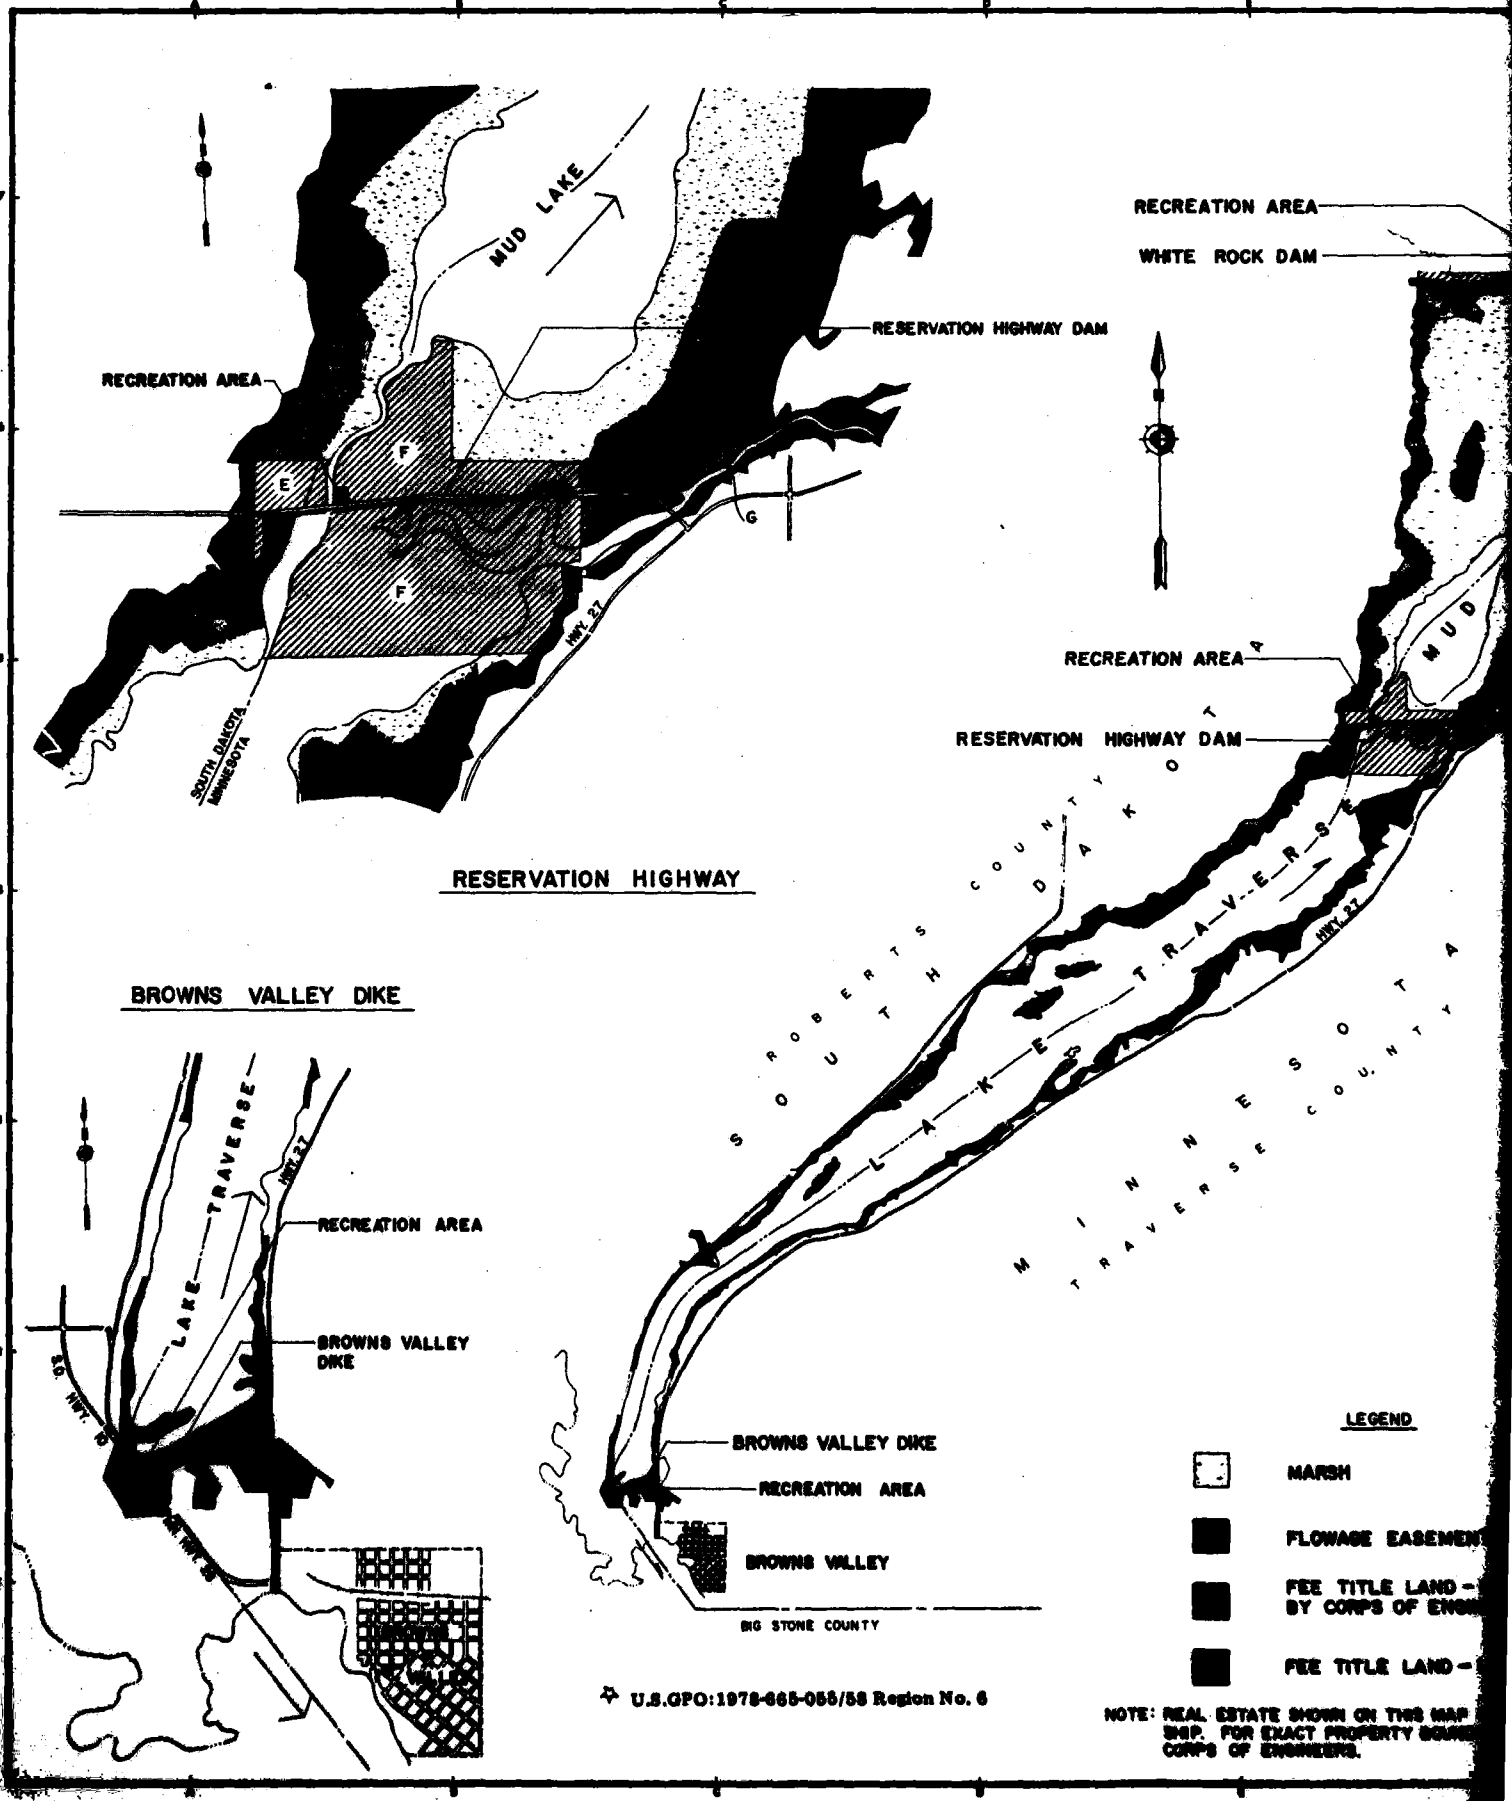 A
C
D
N
MUD LAKE
RECREATION AREA
WHITE ROCK DAM
RESERVATION HIGHWAY DAM
RECREATION AREA
N
F
E
G
F
HWY. 27
SOUTH DAKOTA
MINNESOTA
MUD
RECREATION AREA
RESERVATION HIGHWAY DAM
RESERVATION HIGHWAY
LAKE TRAVERSE
HWY. 27
ROBERTS COUNTY
SOUTH DAKOTA
MINNESOTA
TRAVERSE COUNTY
BROWNS VALLEY DIKE
LAKE TRAVERSE
HWY. 27
RECREATION AREA
BROWNS VALLEY
DIKE
S.D. HWY. 10
BROWNS
BROWNS VALLEY DIKE
RECREATION AREA
BROWNS VALLEY
BIG STONE COUNTY
LEGEND
MARSH
FLOWAGE EASEMEN
FEE TITLE LAND -
BY CORPS OF ENGI
FEE TITLE LAND -
☆ U.S.GPO:1978-665-055/58 Region No. 6
NOTE: REAL ESTATE SHOWN ON THIS MAP
SHIP. FOR EXACT PROPERTY BOUN
CORPS OF ENGINEERS.